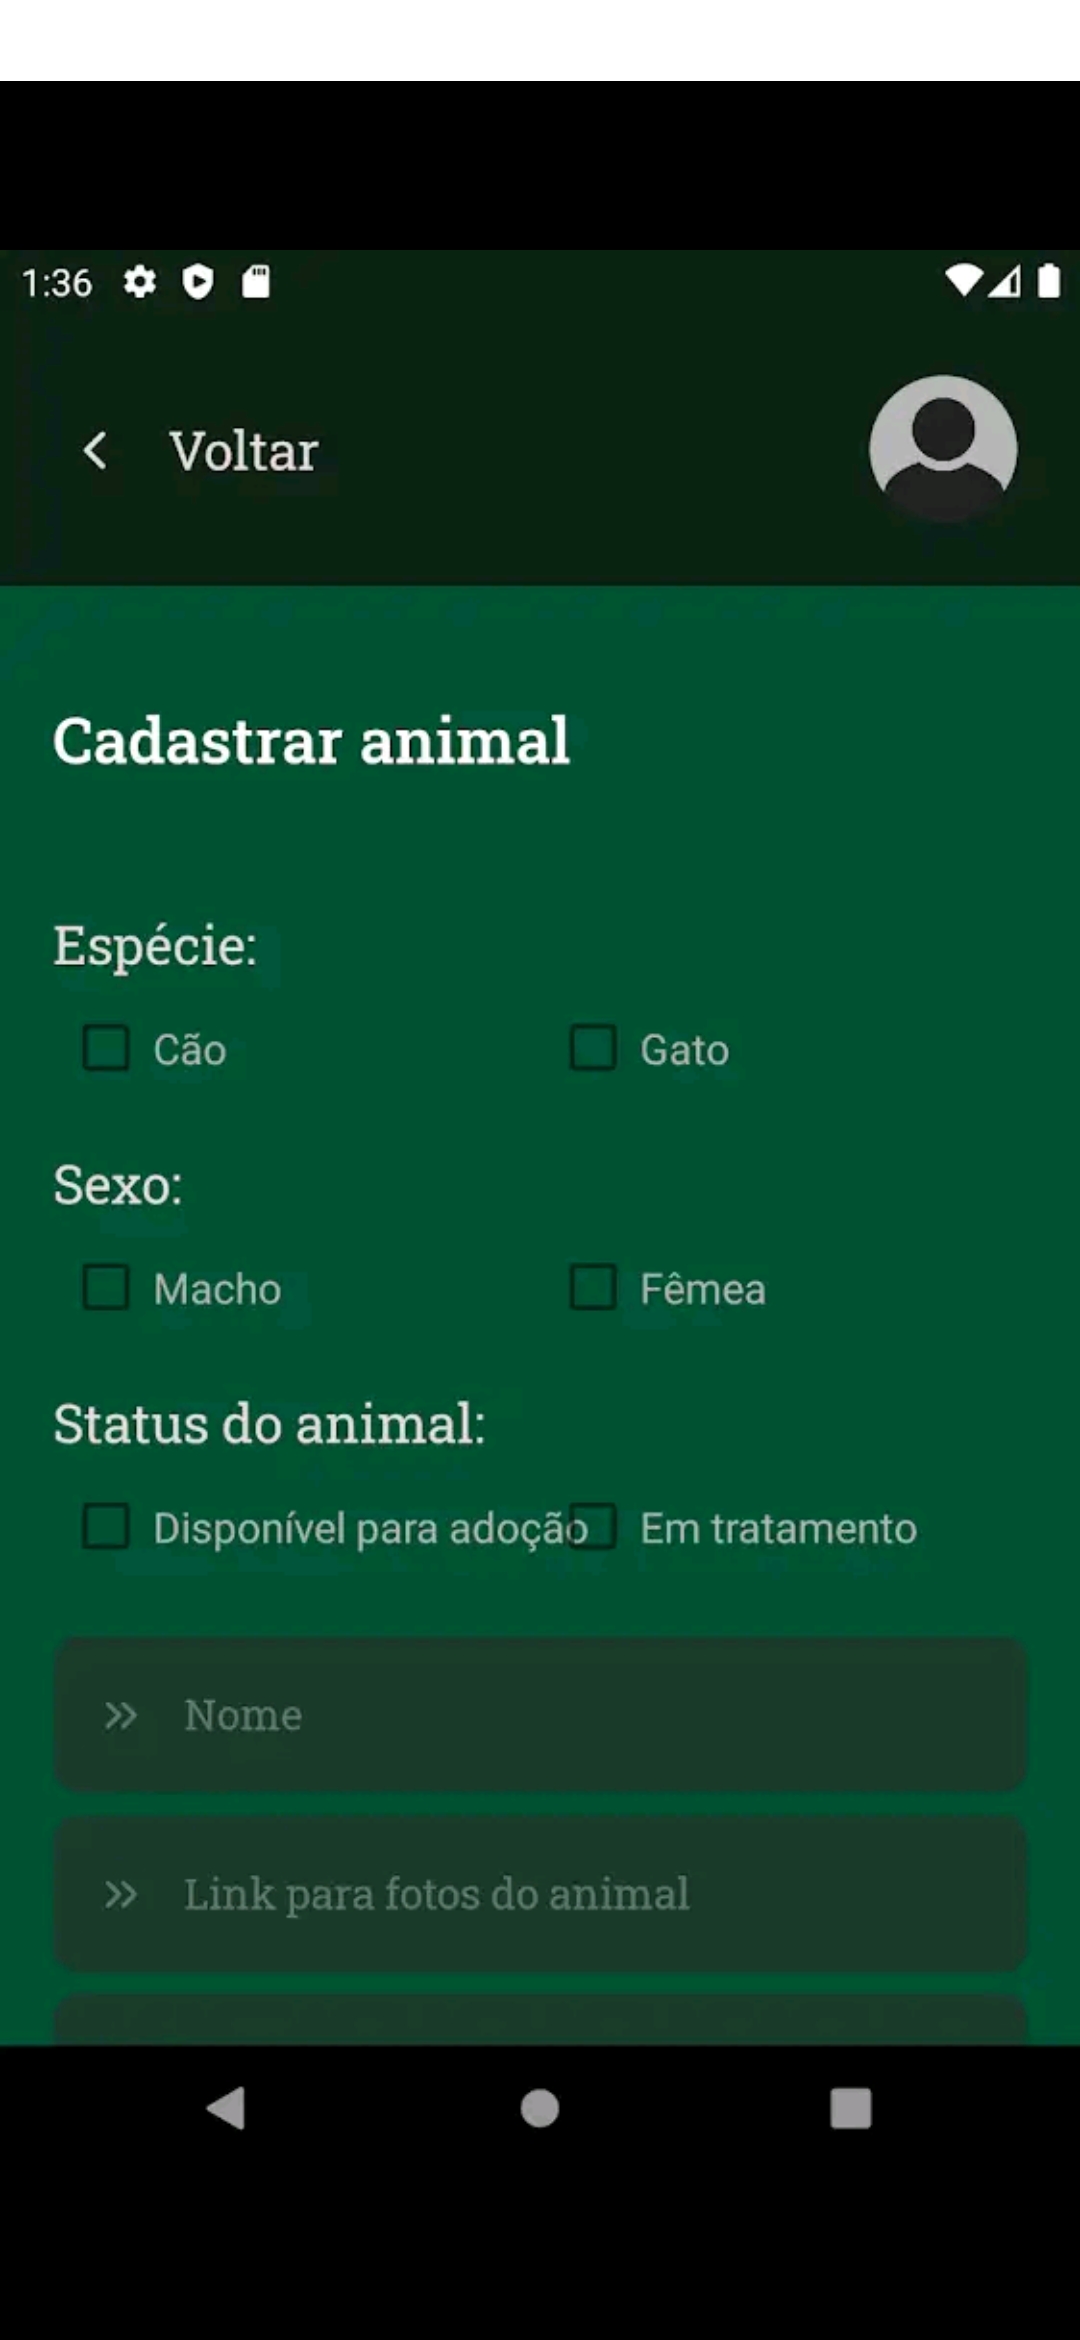 1:36
Voltar
Cadastrar animal
Espécie:
Cão Gato
Sexo:
Macho Fêmea
Status do animal:
Disponível para adoção Em tratamento
Nome
Link para fotos do animal